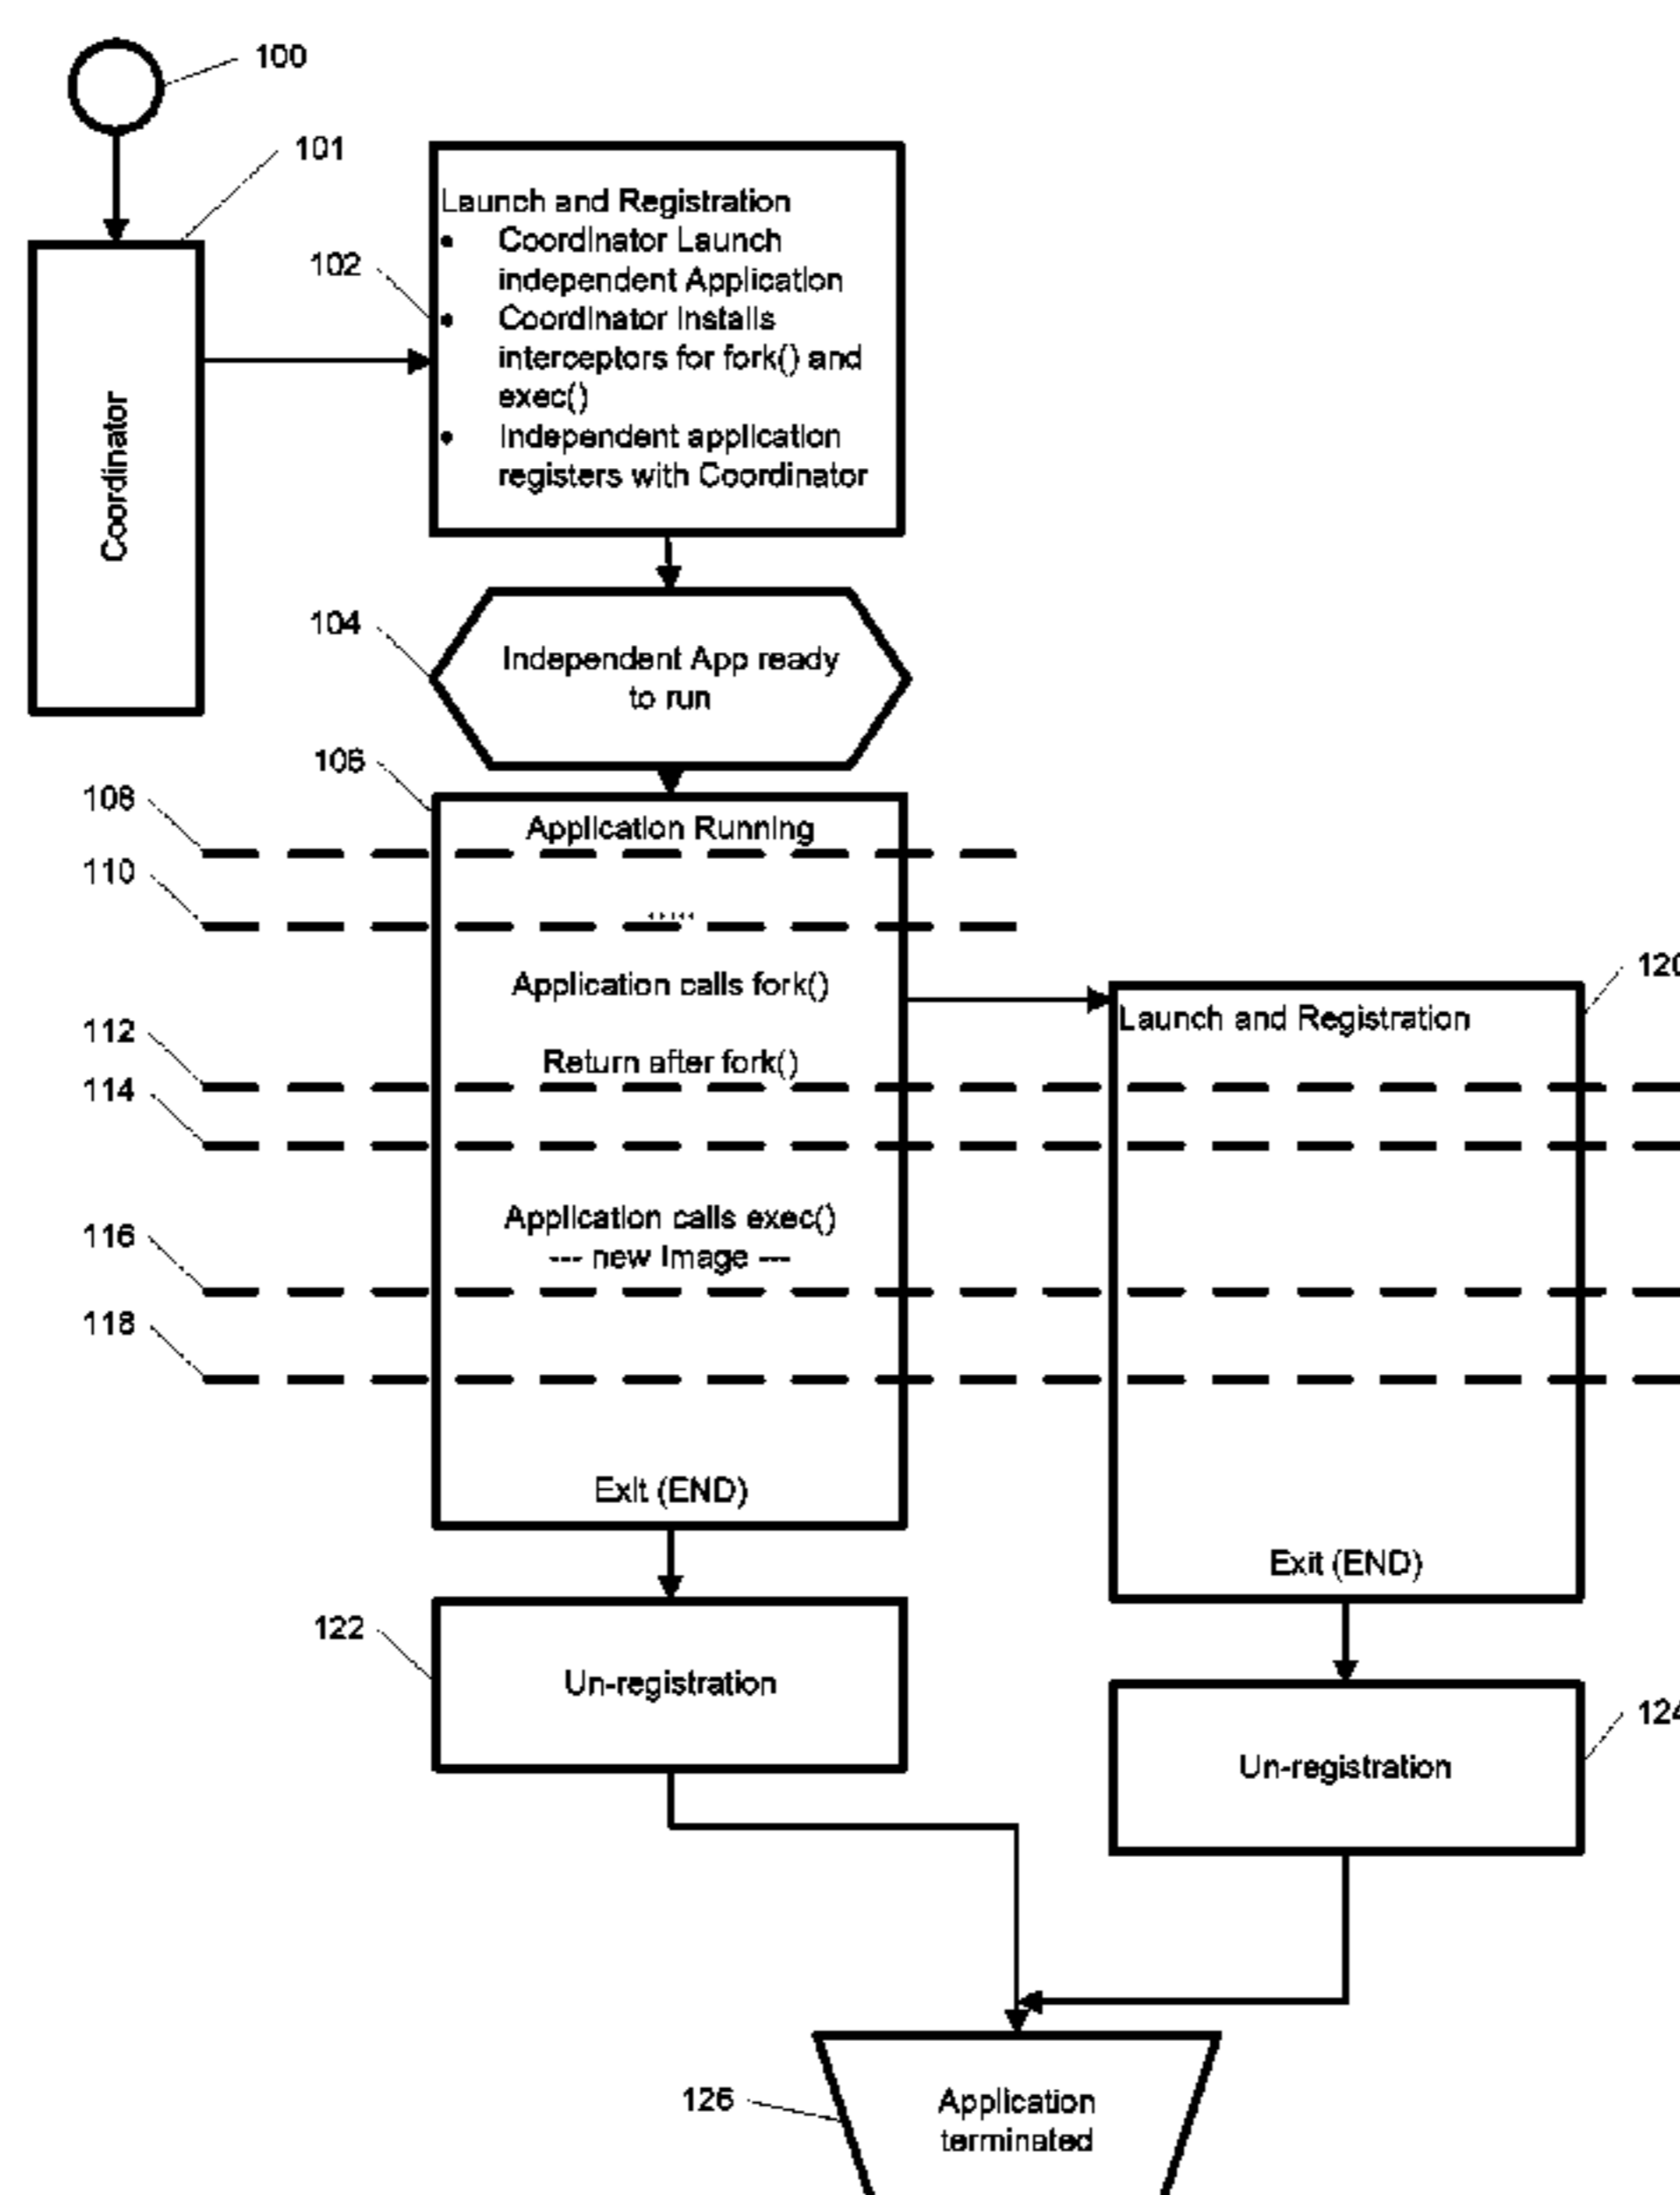 100
101
Launch and Registration
• Coordinator Launch
independent Application
102
• Coordinator Installs
interceptors for fork() and
exec()
• Independent application
registers with Coordinator
Coordinator
104
Independent App ready
to run
106
108
Application Running
110
.....
Application calls fork()
120
Launch and Registration
112
Return after fork()
114
Application calls exec()
--- new Image ---
116
118
Exit (END)
Exit (END)
122
Un-registration
124
Un-registration
126
Application
terminated